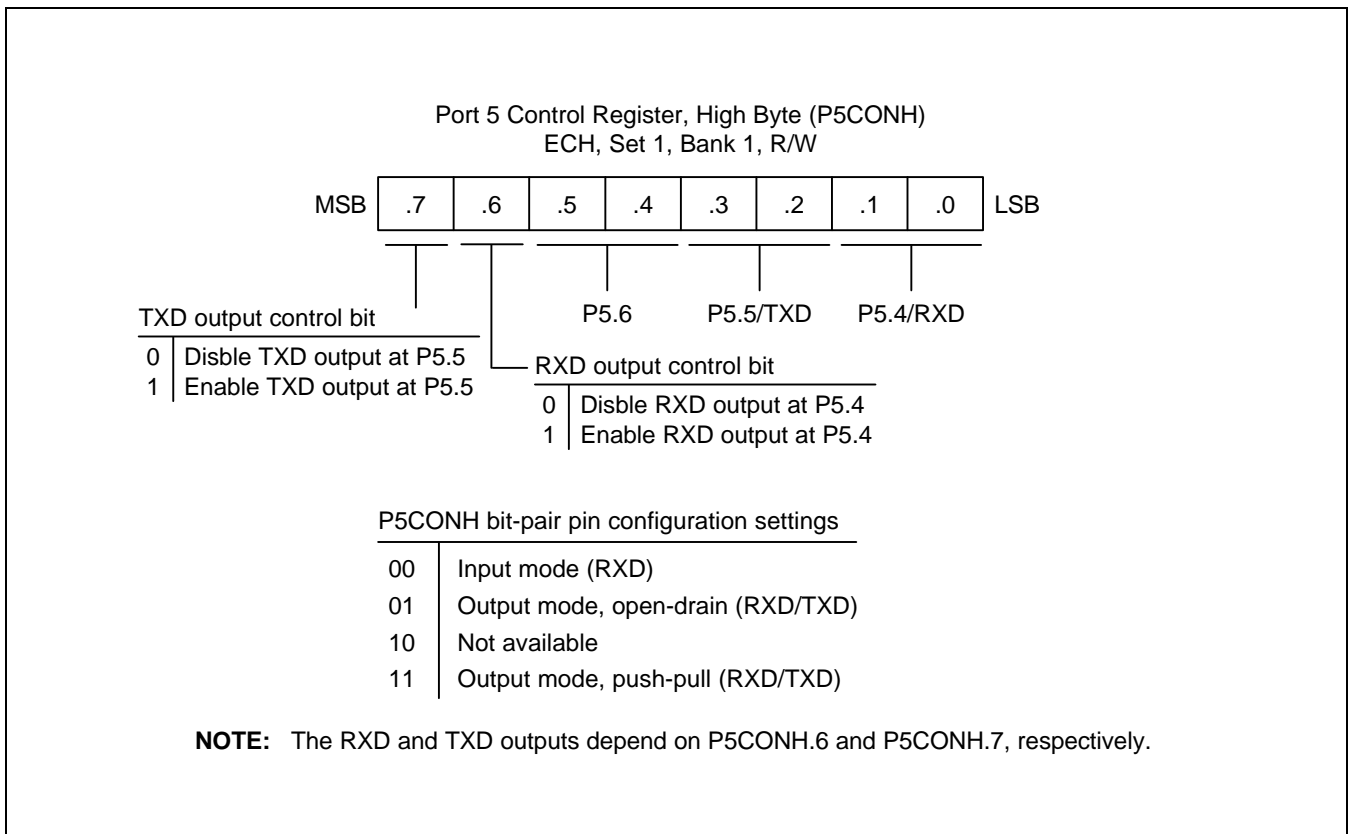 Port 5 Control Register, High Byte (P5CONH)
ECH, Set 1, Bank 1, R/W
MSB .7 .6 .5 .4 .3 .2 .1 .0 LSB
P5.6 P5.5/TXD P5.4/RXD
TXD output control bit
0 Disble TXD output at P5.5
1 Enable TXD output at P5.5
RXD output control bit
0 Disble RXD output at P5.4
1 Enable RXD output at P5.4
P5CONH bit-pair pin configuration settings
00 Input mode (RXD)
01 Output mode, open-drain (RXD/TXD)
10 Not available
11 Output mode, push-pull (RXD/TXD)
NOTE: The RXD and TXD outputs depend on P5CONH.6 and P5CONH.7, respectively.